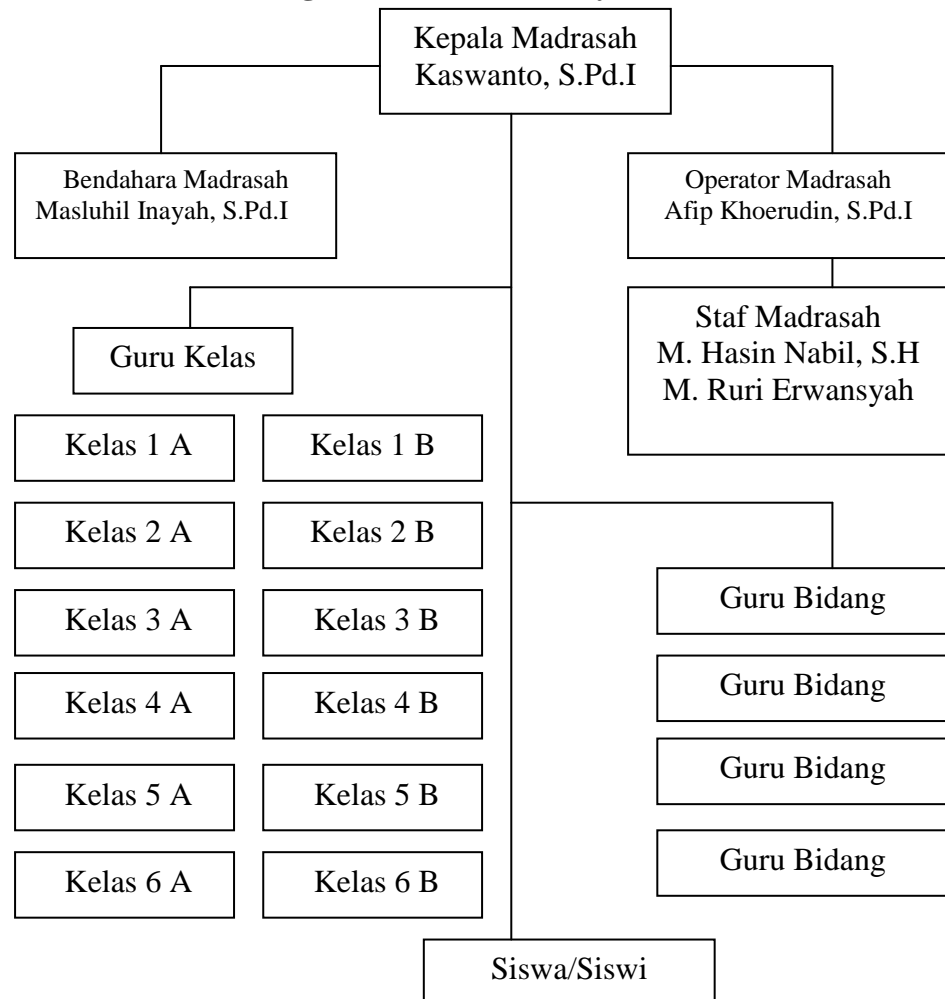 Kepala Madrasah
Kaswanto, S.Pd.I
Bendahara Madrasah
Masluhil Inayah, S.Pd.I
Operator Madrasah
Afip Khoerudin, S.Pd.I
Staf Madrasah
M. Hasin Nabil, S.H
M. Ruri Erwansyah
Guru Kelas
Kelas 1 A
Kelas 1 B
Kelas 2 A
Kelas 2 B
Kelas 3 A
Kelas 3 B
Kelas 4 A
Kelas 4 B
Kelas 5 A
Kelas 5 B
Kelas 6 A
Kelas 6 B
Guru Bidang
Guru Bidang
Guru Bidang
Guru Bidang
Siswa/Siswi